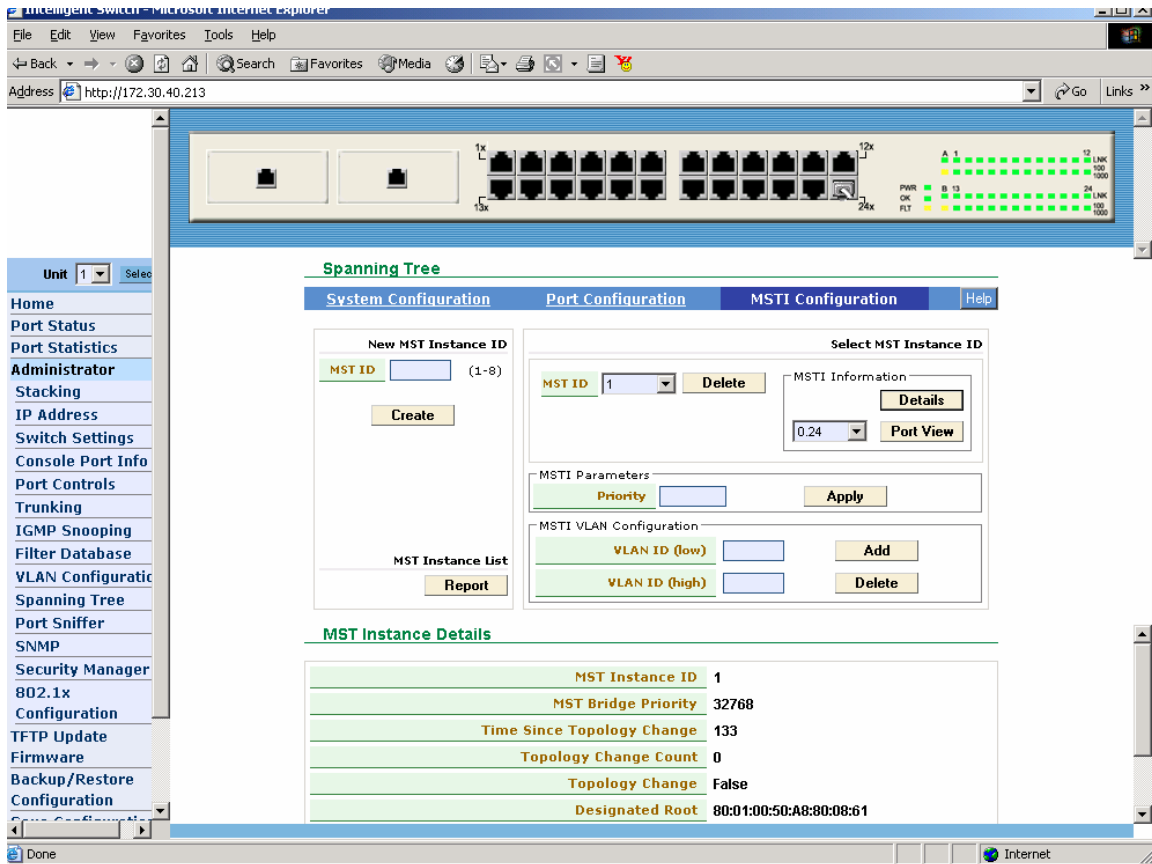 Intelligent Switch - Microsoft Internet Explorer
File Edit View Favorites Tools Help
Back Search Favorites Media
Address http://172.30.40.213 Go Links »
1x 12x
13x 24x
A 1 12 LNK
100
1000
PWR B 13 24 LNK
OK 100
FLT 1000
Unit 1 Selec
Home
Port Status
Port Statistics
Administrator
Stacking
IP Address
Switch Settings
Console Port Info
Port Controls
Trunking
IGMP Snooping
Filter Database
VLAN Configuratic
Spanning Tree
Port Sniffer
SNMP
Security Manager
802.1x
Configuration
TFTP Update
Firmware
Backup/Restore
Configuration
Spanning Tree
System Configuration Port Configuration MSTI Configuration Help
New MST Instance ID
MST ID (1-8)
Create
MST Instance List
Report
Select MST Instance ID
MST ID 1 Delete
MSTI Information
Details
0.24 Port View
MSTI Parameters
Priority Apply
MSTI VLAN Configuration
VLAN ID (low) Add
VLAN ID (high) Delete
MST Instance Details
MST Instance ID 1
MST Bridge Priority 32768
Time Since Topology Change 133
Topology Change Count 0
Topology Change False
Designated Root 80:01:00:50:A8:80:08:61
Done Internet